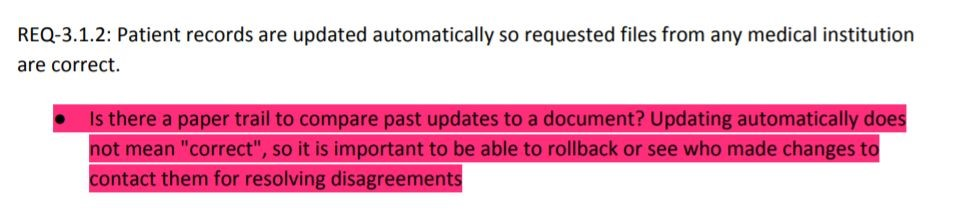 REQ-3.1.2: Patient records are updated automatically so requested files from any medical institution
are correct.
• Is there a paper trail to compare past updates to a document? Updating automatically does
not mean "correct", so it is important to be able to rollback or see who made changes to
contact them for resolving disagreements